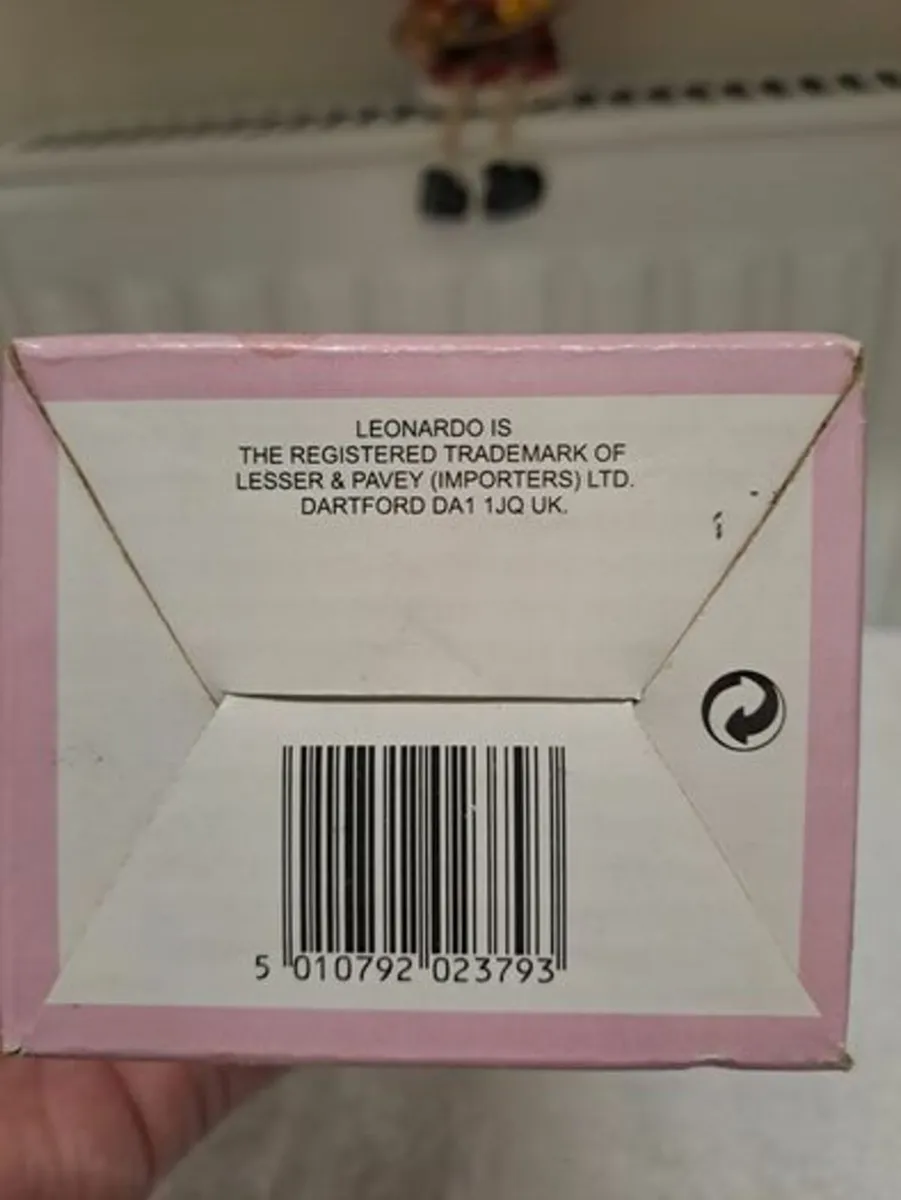 LEONARDO IS
THE REGISTERED TRADEMARK OF
LESSER & PAVEY (IMPORTERS) LTD.
DARTFORD DA1 1JQ UK.
5 010792 023793